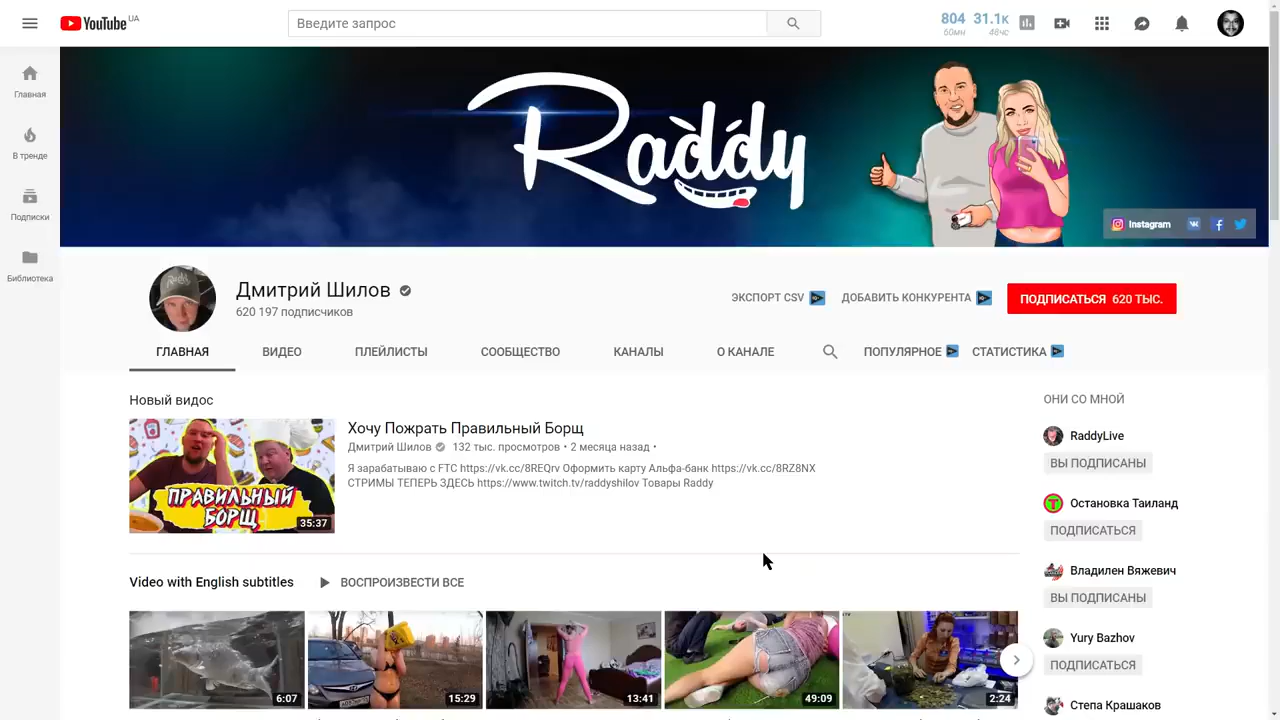 YouTube UA
Введите запрос
804 31.1K
60мн 48чс
Главная
В тренде
Подписки
Библиотека
Raddy
Instagram
Дмитрий Шилов
620 197 подписчиков
ЭКСПОРТ CSV
ДОБАВИТЬ КОНКУРЕНТА
ПОДПИСАТЬСЯ 620 ТЫС.
ГЛАВНАЯ ВИДЕО ПЛЕЙЛИСТЫ СООБЩЕСТВО КАНАЛЫ О КАНАЛЕ ПОПУЛЯРНОЕ СТАТИСТИКА
Новый видос
ПРАВИЛЬНЫЙ
БОРЩ
35:37
Хочу Пожрать Правильный Борщ
Дмитрий Шилов 132 тыс. просмотров • 2 месяца назад •
Я зарабатываю с FTC https://vk.cc/8REQrv Оформить карту Альфа-банк https://vk.cc/8RZ8NX
СТРИМЫ ТЕПЕРЬ ЗДЕСЬ https://www.twitch.tv/raddyshilov Товары Raddy
Video with English subtitles
ВОСПРОИЗВЕСТИ ВСЕ
6:07
15:29
13:41
49:09
2:24
ОНИ СО МНОЙ
RaddyLive
ВЫ ПОДПИСАНЫ
Остановка Таиланд
ПОДПИСАТЬСЯ
Владилен Вяжевич
ВЫ ПОДПИСАНЫ
Yury Bazhov
ПОДПИСАТЬСЯ
Степа Крашаков